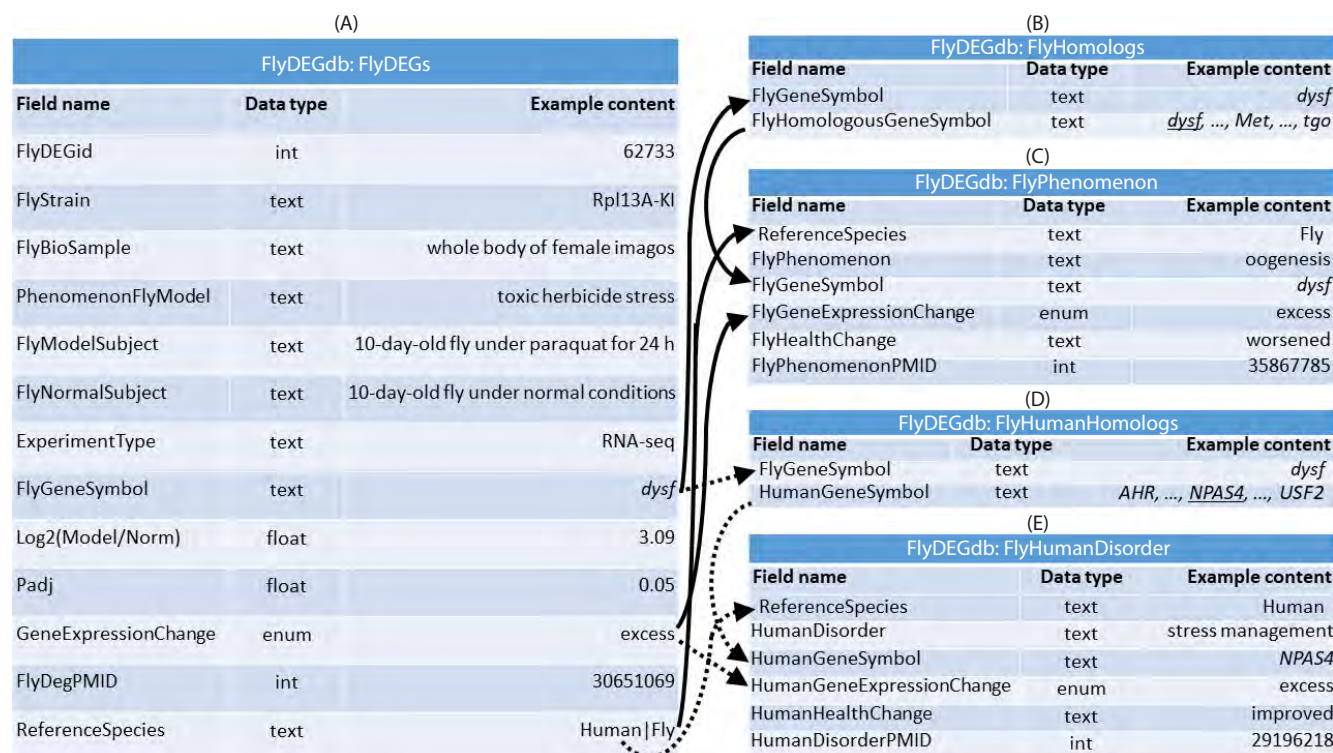 (A)
FlyDEGdb: FlyDEGs
Field name Data type Example content
FlyDEGid int 62733
FlyStrain text Rpl13A-KI
FlyBioSample text whole body of female imagos
PhenomenonFlyModel text toxic herbicide stress
FlyModelSubject text 10-day-old fly under paraquat for 24 h
FlyNormalSubject text 10-day-old fly under normal conditions
ExperimentType text RNA-seq
FlyGeneSymbol text dysf
Log2(Model/Norm) float 3.09
Padj float 0.05
GeneExpressionChange enum excess
FlyDegPMID int 30651069
ReferenceSpecies text Human|Fly
(B)
FlyDEGdb: FlyHomologs
Field name Data type Example content
FlyGeneSymbol text dysf
FlyHomologousGeneSymbol text dysf, ..., Met, ..., tgo
(C)
FlyDEGdb: FlyPhenomenon
Field name Data type Example content
ReferenceSpecies text Fly
FlyPhenomenon text oogenesis
FlyGeneSymbol text dysf
FlyGeneExpressionChange enum excess
FlyHealthChange text worsened
FlyPhenomenonPMID int 35867785
(D)
FlyDEGdb: FlyHumanHomologs
Field name Data type Example content
FlyGeneSymbol text dysf
HumanGeneSymbol text AHR, ..., NPAS4, ..., USF2
(E)
FlyDEGdb: FlyHumanDisorder
Field name Data type Example content
ReferenceSpecies text Human
HumanDisorder text stress management
HumanGeneSymbol text NPAS4
HumanGeneExpressionChange enum excess
HumanHealthChange text improved
HumanDisorderPMID int 29196218